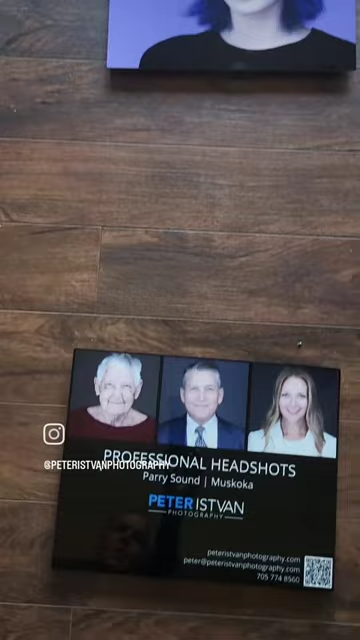 PROFESSIONAL HEADSHOTS
@PETERISTVANPHOTOGRAPHY
Parry Sound | Muskoka
PETER ISTVAN
PHOTOGRAPHY
peteristvanphotography.com
peter@peteristvanphotography.com
705 774 8560